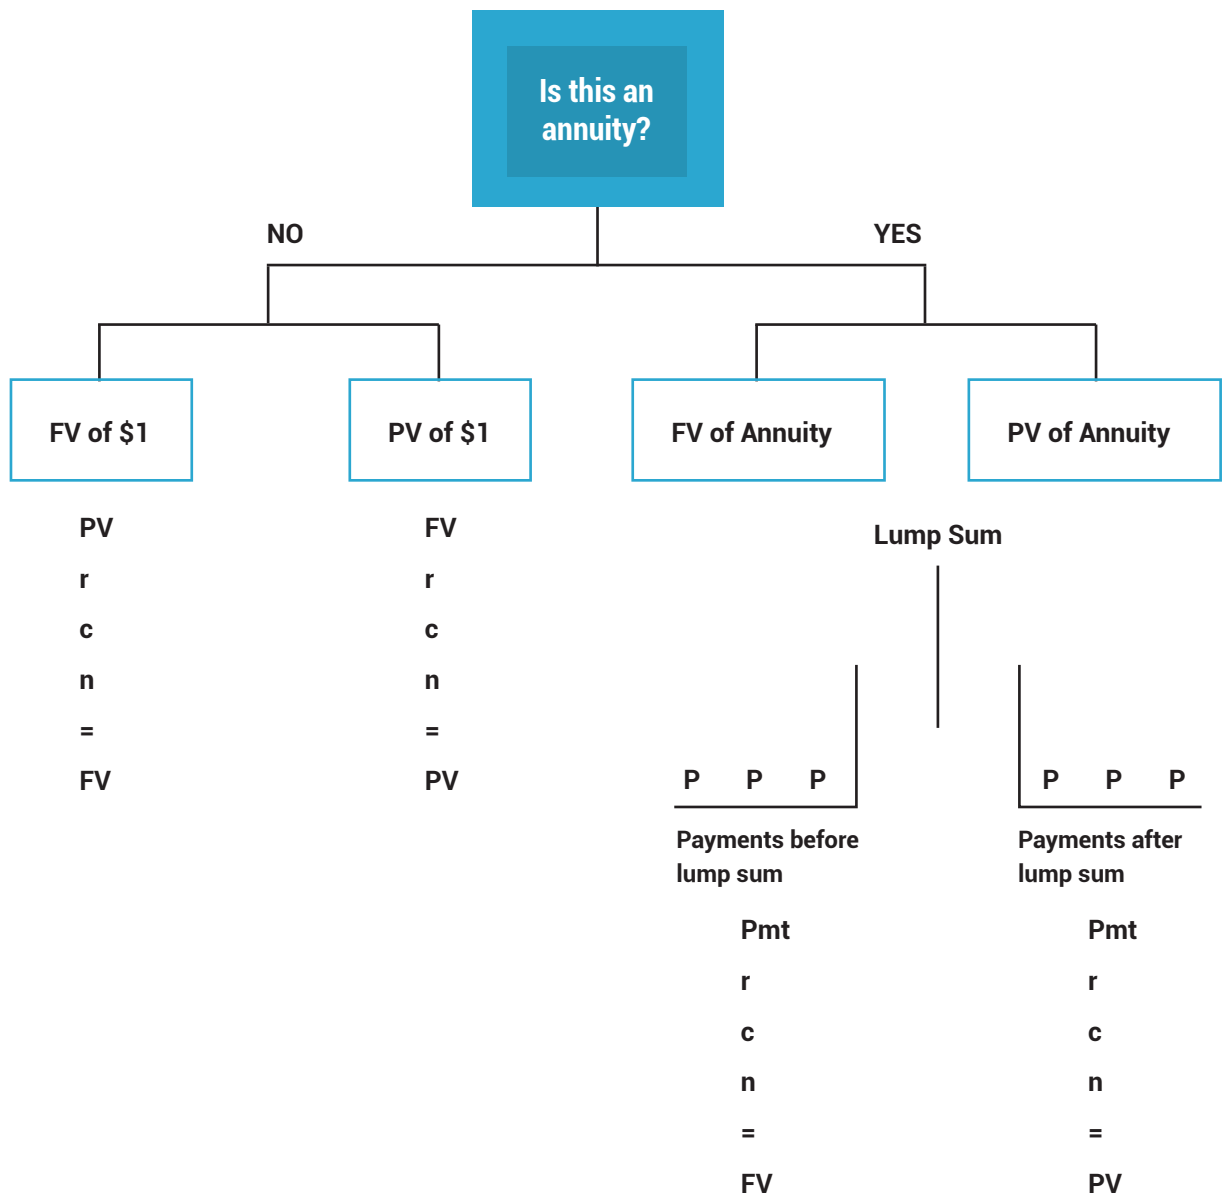 Is this an
annuity?
NO
YES
FV of $1
PV of $1
FV of Annuity
PV of Annuity
PV
r
c
n
=
FV
FV
r
c
n
=
PV
Lump Sum
P P P
Payments before
lump sum
Pmt
r
c
n
=
FV
P P P
Payments after
lump sum
Pmt
r
c
n
=
PV